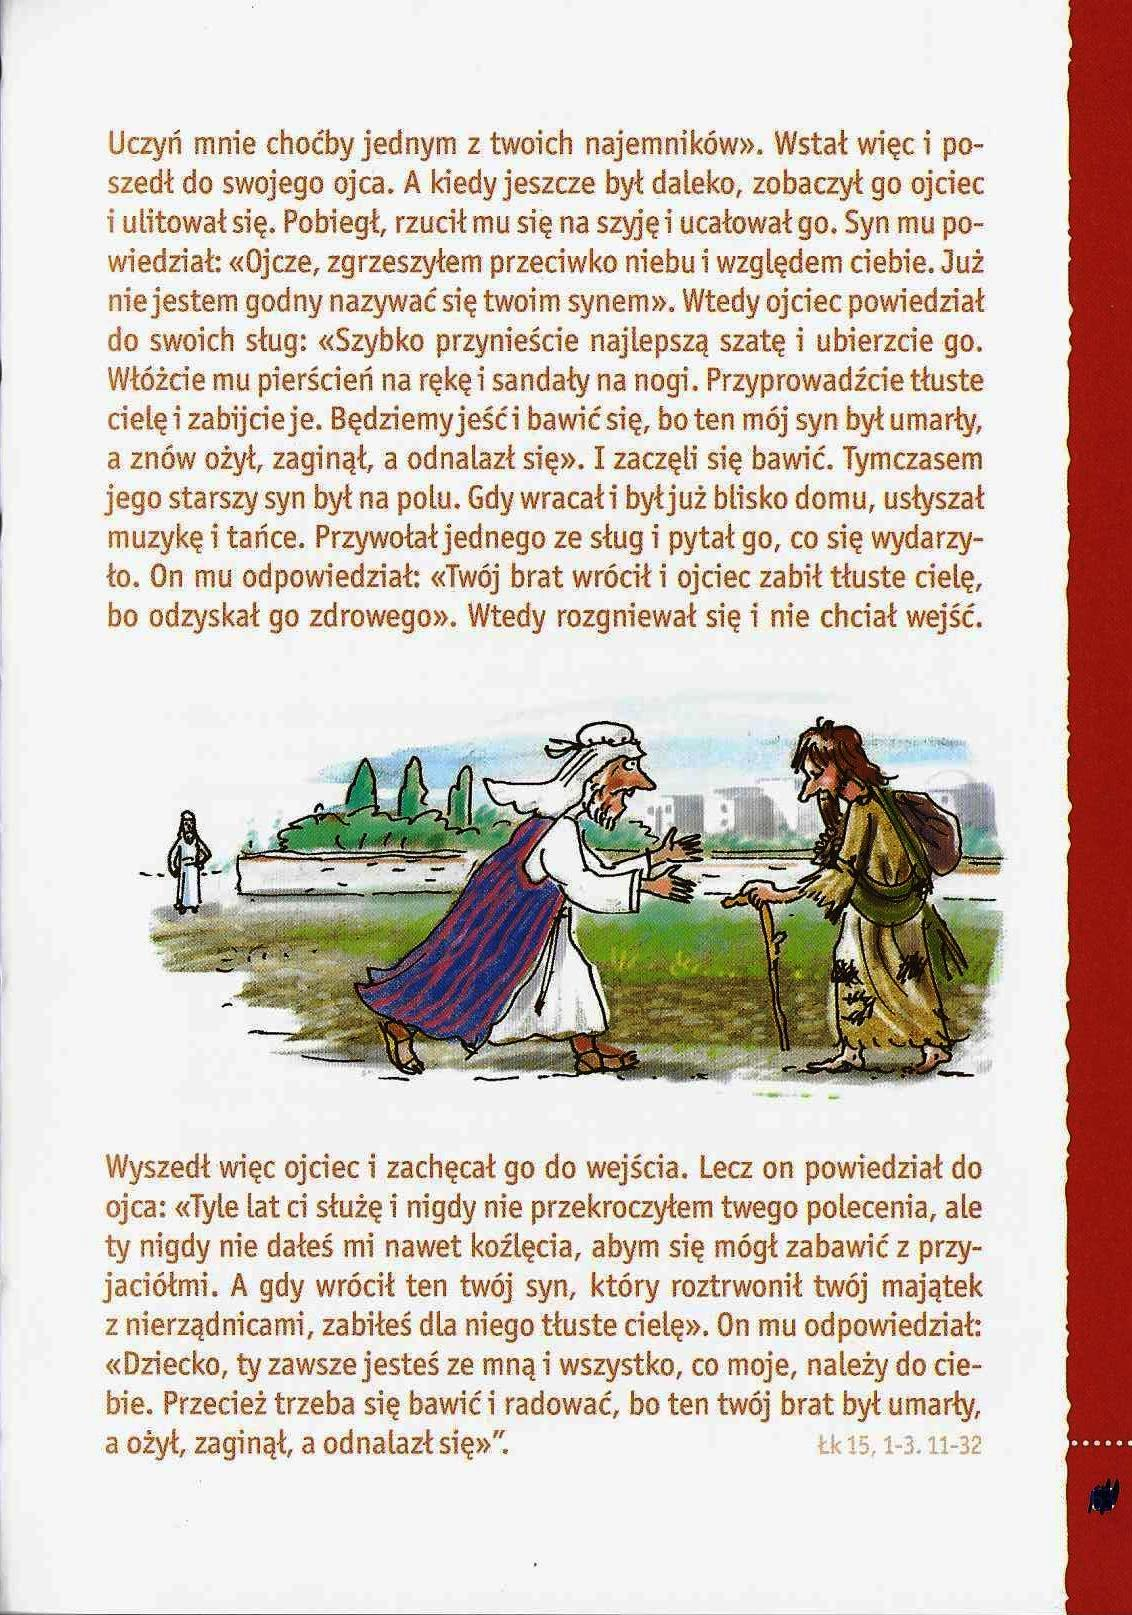 Uczyń mnie choćby jednym z twoich najemników». Wstał więc i po-
szedł do swojego ojca. A kiedy jeszcze był daleko, zobaczył go ojciec
i ulitował się. Pobiegł, rzucił mu się na szyję i ucałował go. Syn mu po-
wiedział: «Ojcze, zgrzeszyłem przeciwko niebu i względem ciebie. Już
nie jestem godny nazywać się twoim synem». Wtedy ojciec powiedział
do swoich sług: «Szybko przynieście najlepszą szatę i ubierzcie go.
Włóżcie mu pierścień na rękę i sandały na nogi. Przyprowadźcie tłuste
cielę i zabijcie je. Będziemy jeść i bawić się, bo ten mój syn był umarły,
a znów ożył, zaginął, a odnalazł się». I zaczęli się bawić. Tymczasem
jego starszy syn był na polu. Gdy wracał i był już blisko domu, usłyszał
muzykę i tańce. Przywołał jednego ze sług i pytał go, co się wydarzy-
ło. On mu odpowiedział: «Twój brat wrócił i ojciec zabił tłuste cielę,
bo odzyskał go zdrowego». Wtedy rozgniewał się i nie chciał wejść.
Wyszedł więc ojciec i zachęcał go do wejścia. Lecz on powiedział do
ojca: «Tyle lat ci służę i nigdy nie przekroczyłem twego polecenia, ale
ty nigdy nie dałeś mi nawet koźlęcia, abym się mógł zabawić z przy-
jaciółmi. A gdy wrócił ten twój syn, który roztrwonił twój majątek
z nierządnicami, zabiłeś dla niego tłuste cielę». On mu odpowiedział:
«Dziecko, ty zawsze jesteś ze mną i wszystko, co moje, należy do cie-
bie. Przecież trzeba się bawić i radować, bo ten twój brat był umarły,
a ożył, zaginął, a odnalazł się»”. Łk 15, 1-3. 11-32